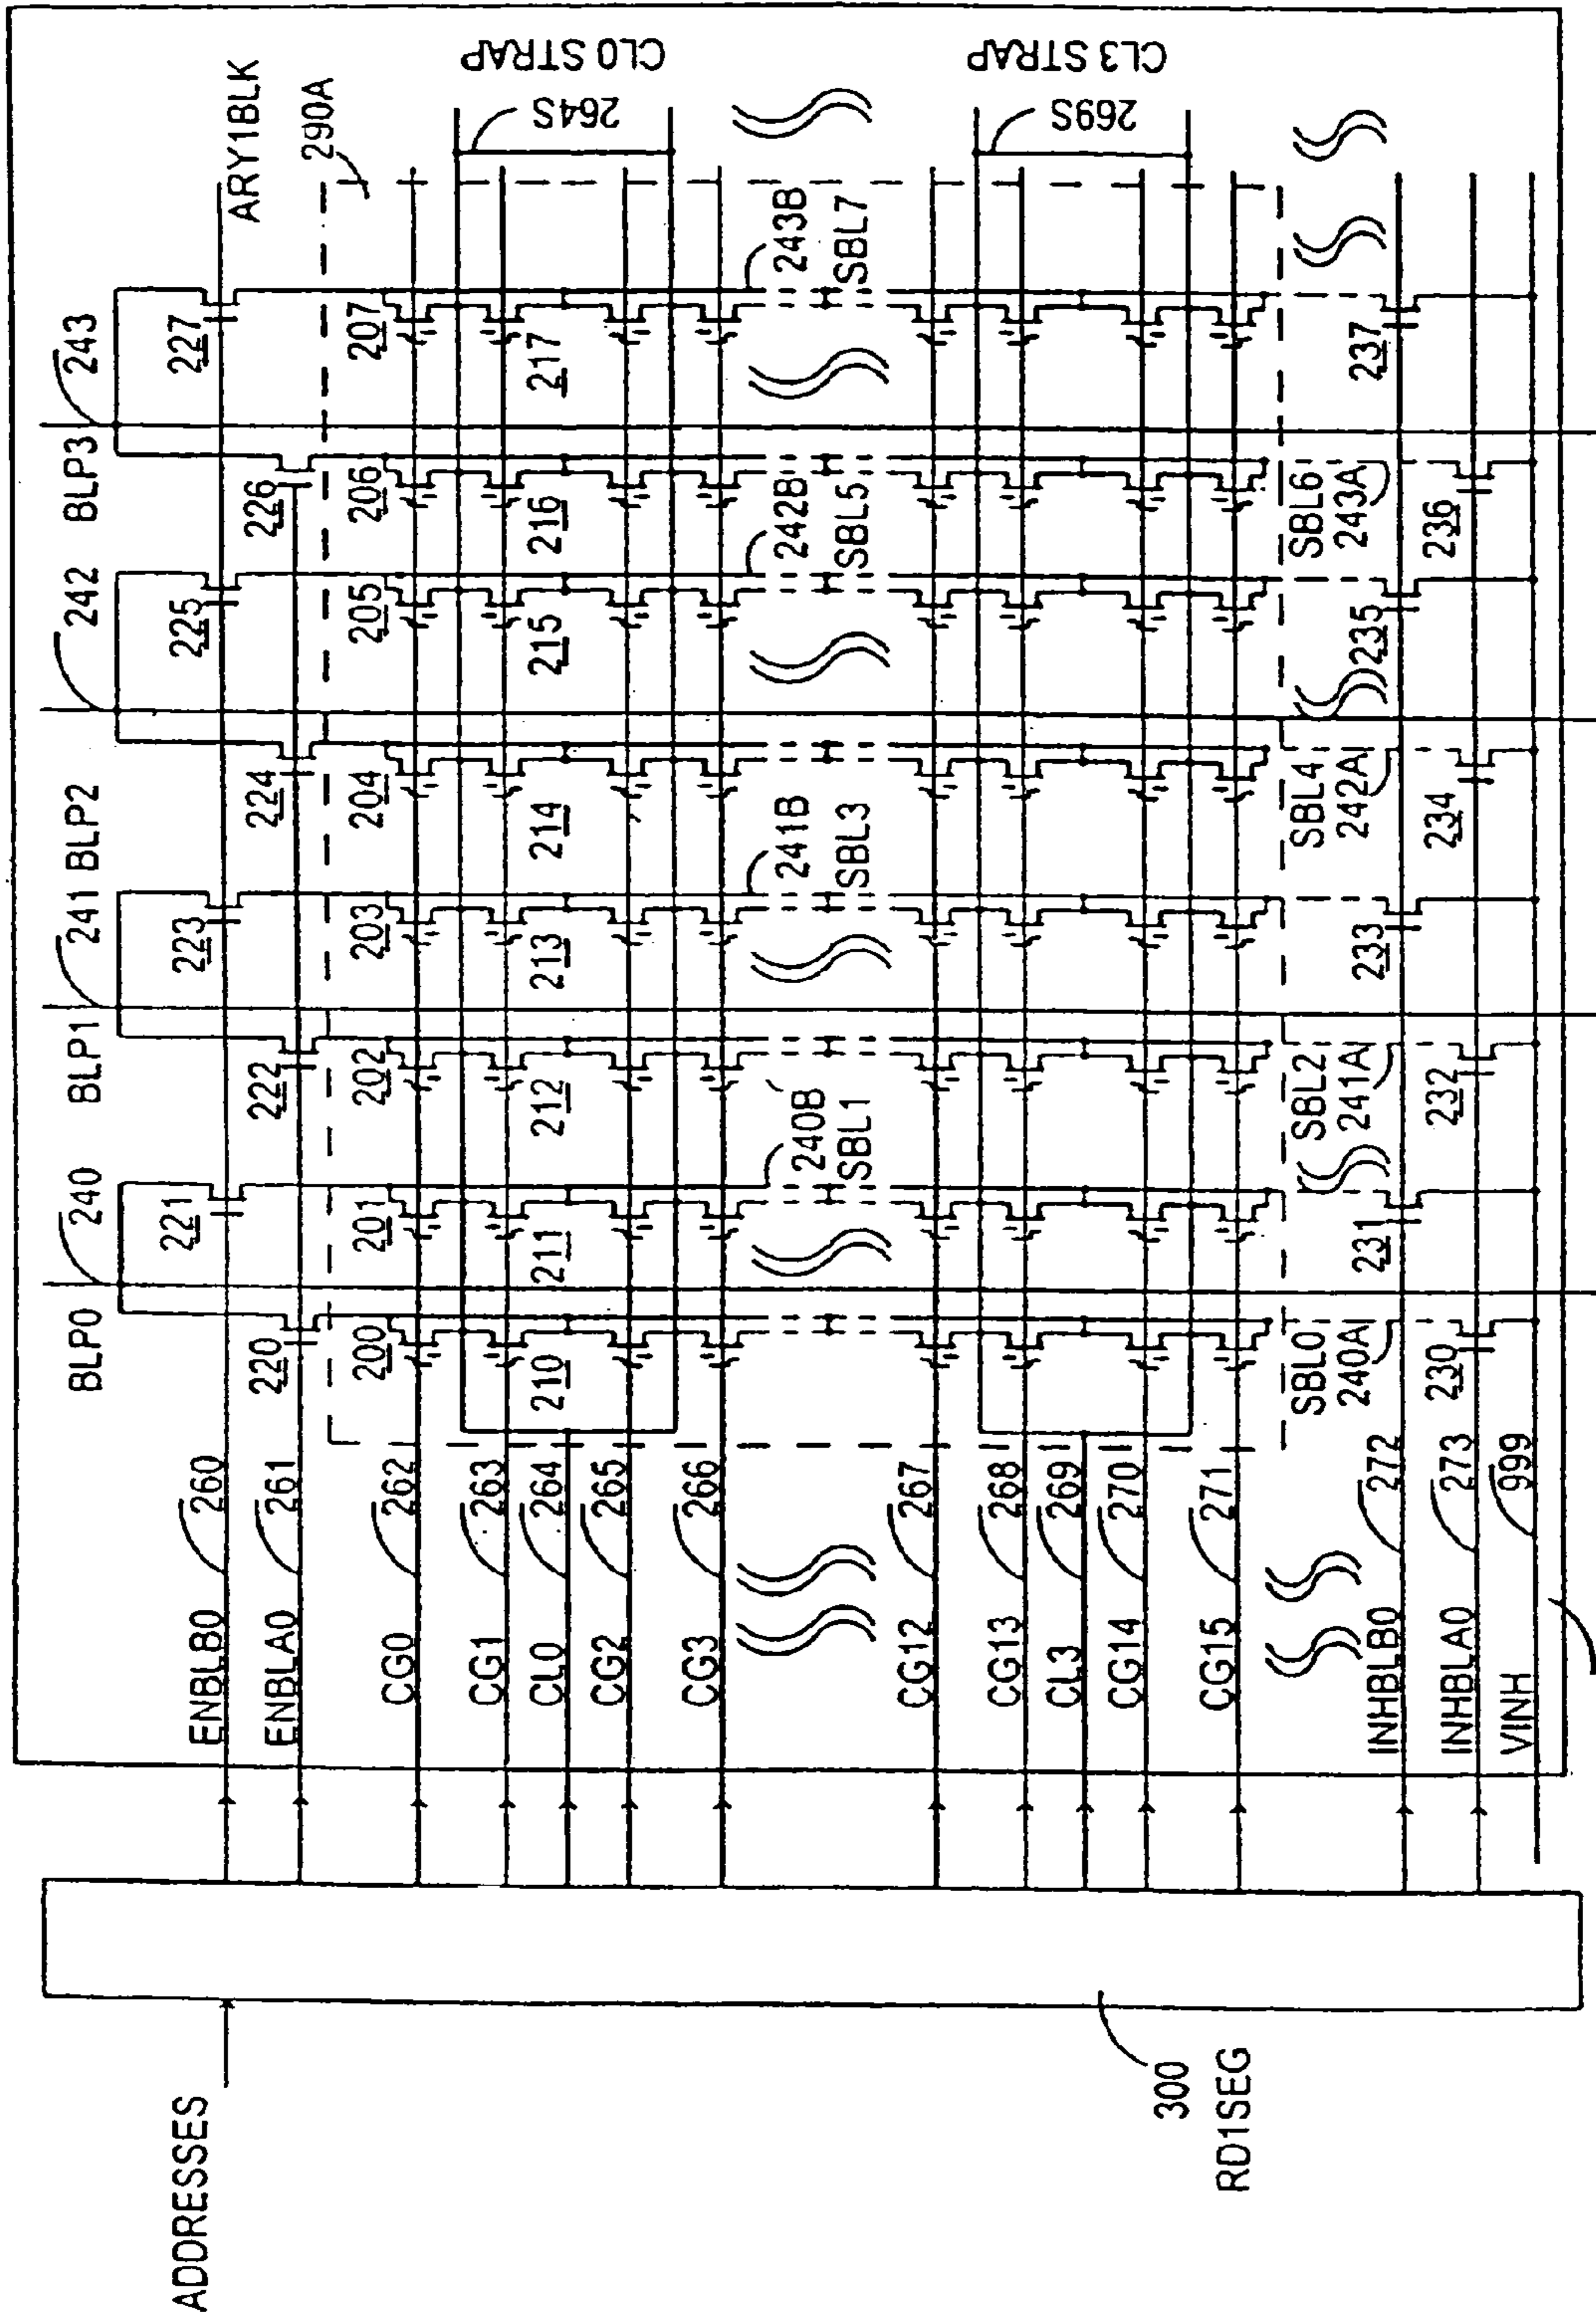 ADDRESSES
300
RD1SEG
BLP0 240 BLP1 241 BLP2 242 BLP3 243
221 223 225 227
ARY1BLK
220 222 224 226
290A
200 201 202 203 204 205 206 207
210 211 212 213 214 215 216 217
ENBLB0 260
ENBLA0 261
CG0 262
CG1 263
CL0 264
CG2 265
CG3 266
CG12 267
CG13 268
CL3 269
CG14 270
CG15 271
INHBLB0 272
INHBLA0 273
VINH 999
264S
CL0 STRAP
269S
CL3 STRAP
240B
SBL1
241B
SBL3
242B
SBL5
243B
SBL7
SBL0
240A
SBL2
241A
SBL4
242A
SBL6
243A
231 233 235 237
230 232 234 236